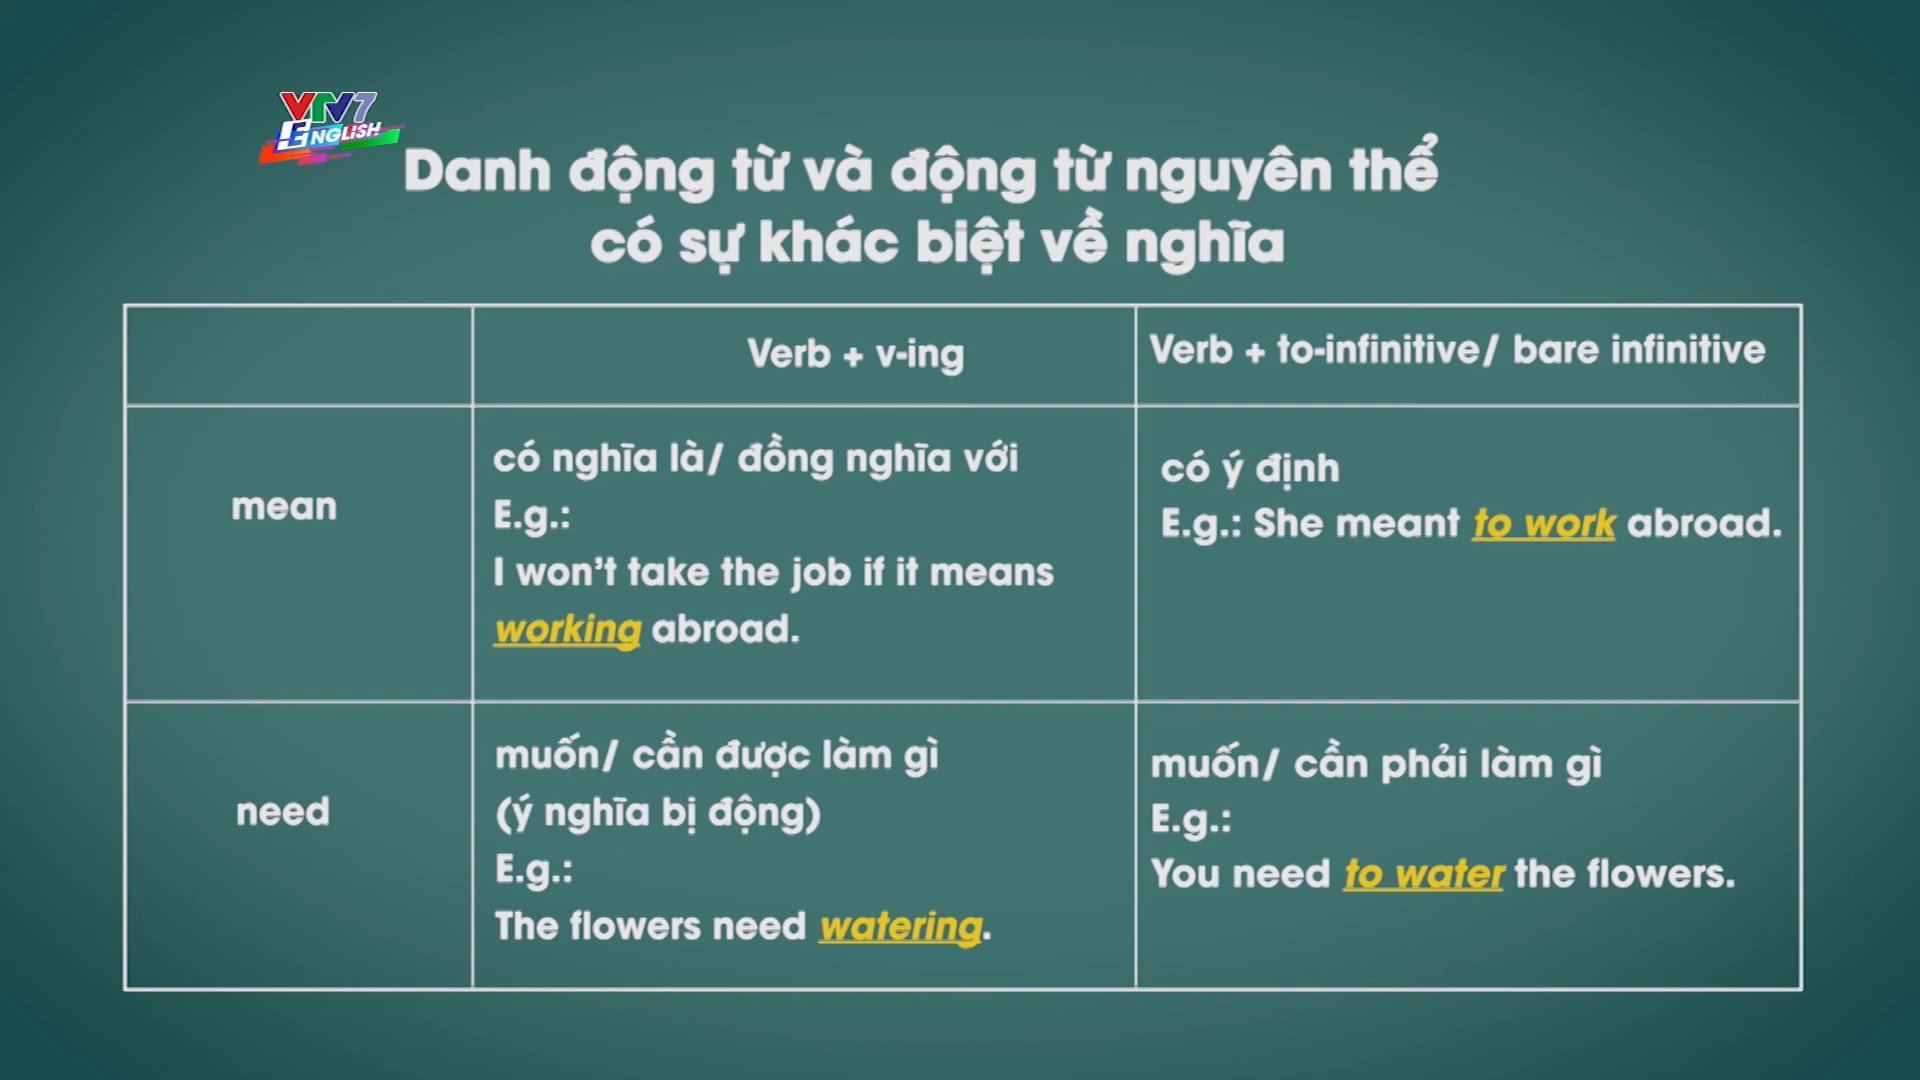 VTV7
ENGLISH
Danh động từ và động từ nguyên thể
có sự khác biệt về nghĩa
Verb + v-ing
Verb + to-infinitive/ bare infinitive
mean
có nghĩa là/ đồng nghĩa với
E.g.:
I won't take the job if it means
working abroad.
có ý định
E.g.: She meant to work abroad.
need
muốn/ cần được làm gì
(ý nghĩa bị động)
E.g.:
The flowers need watering.
muốn/ cần phải làm gì
E.g.:
You need to water the flowers.